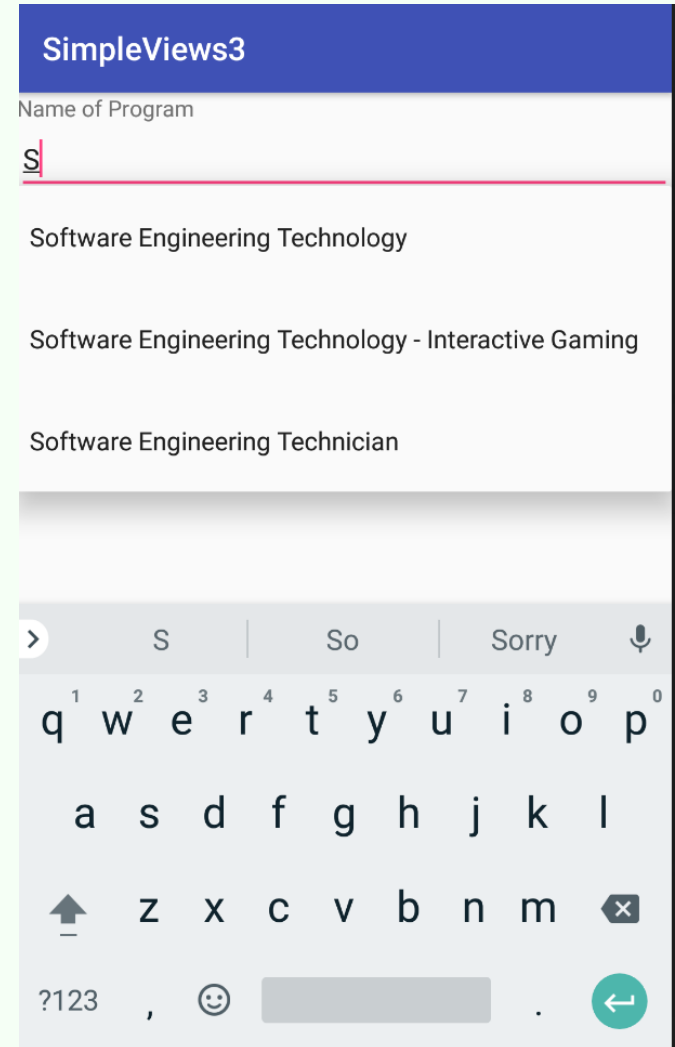 SimpleViews3
Name of Program
S
Software Engineering Technology
Software Engineering Technology - Interactive Gaming
Software Engineering Technician
S So Sorry
1 2 3 4 5 6 7 8 9 0
q w e r t y u i o p
a s d f g h j k l
z x c v b n m
?123 , .